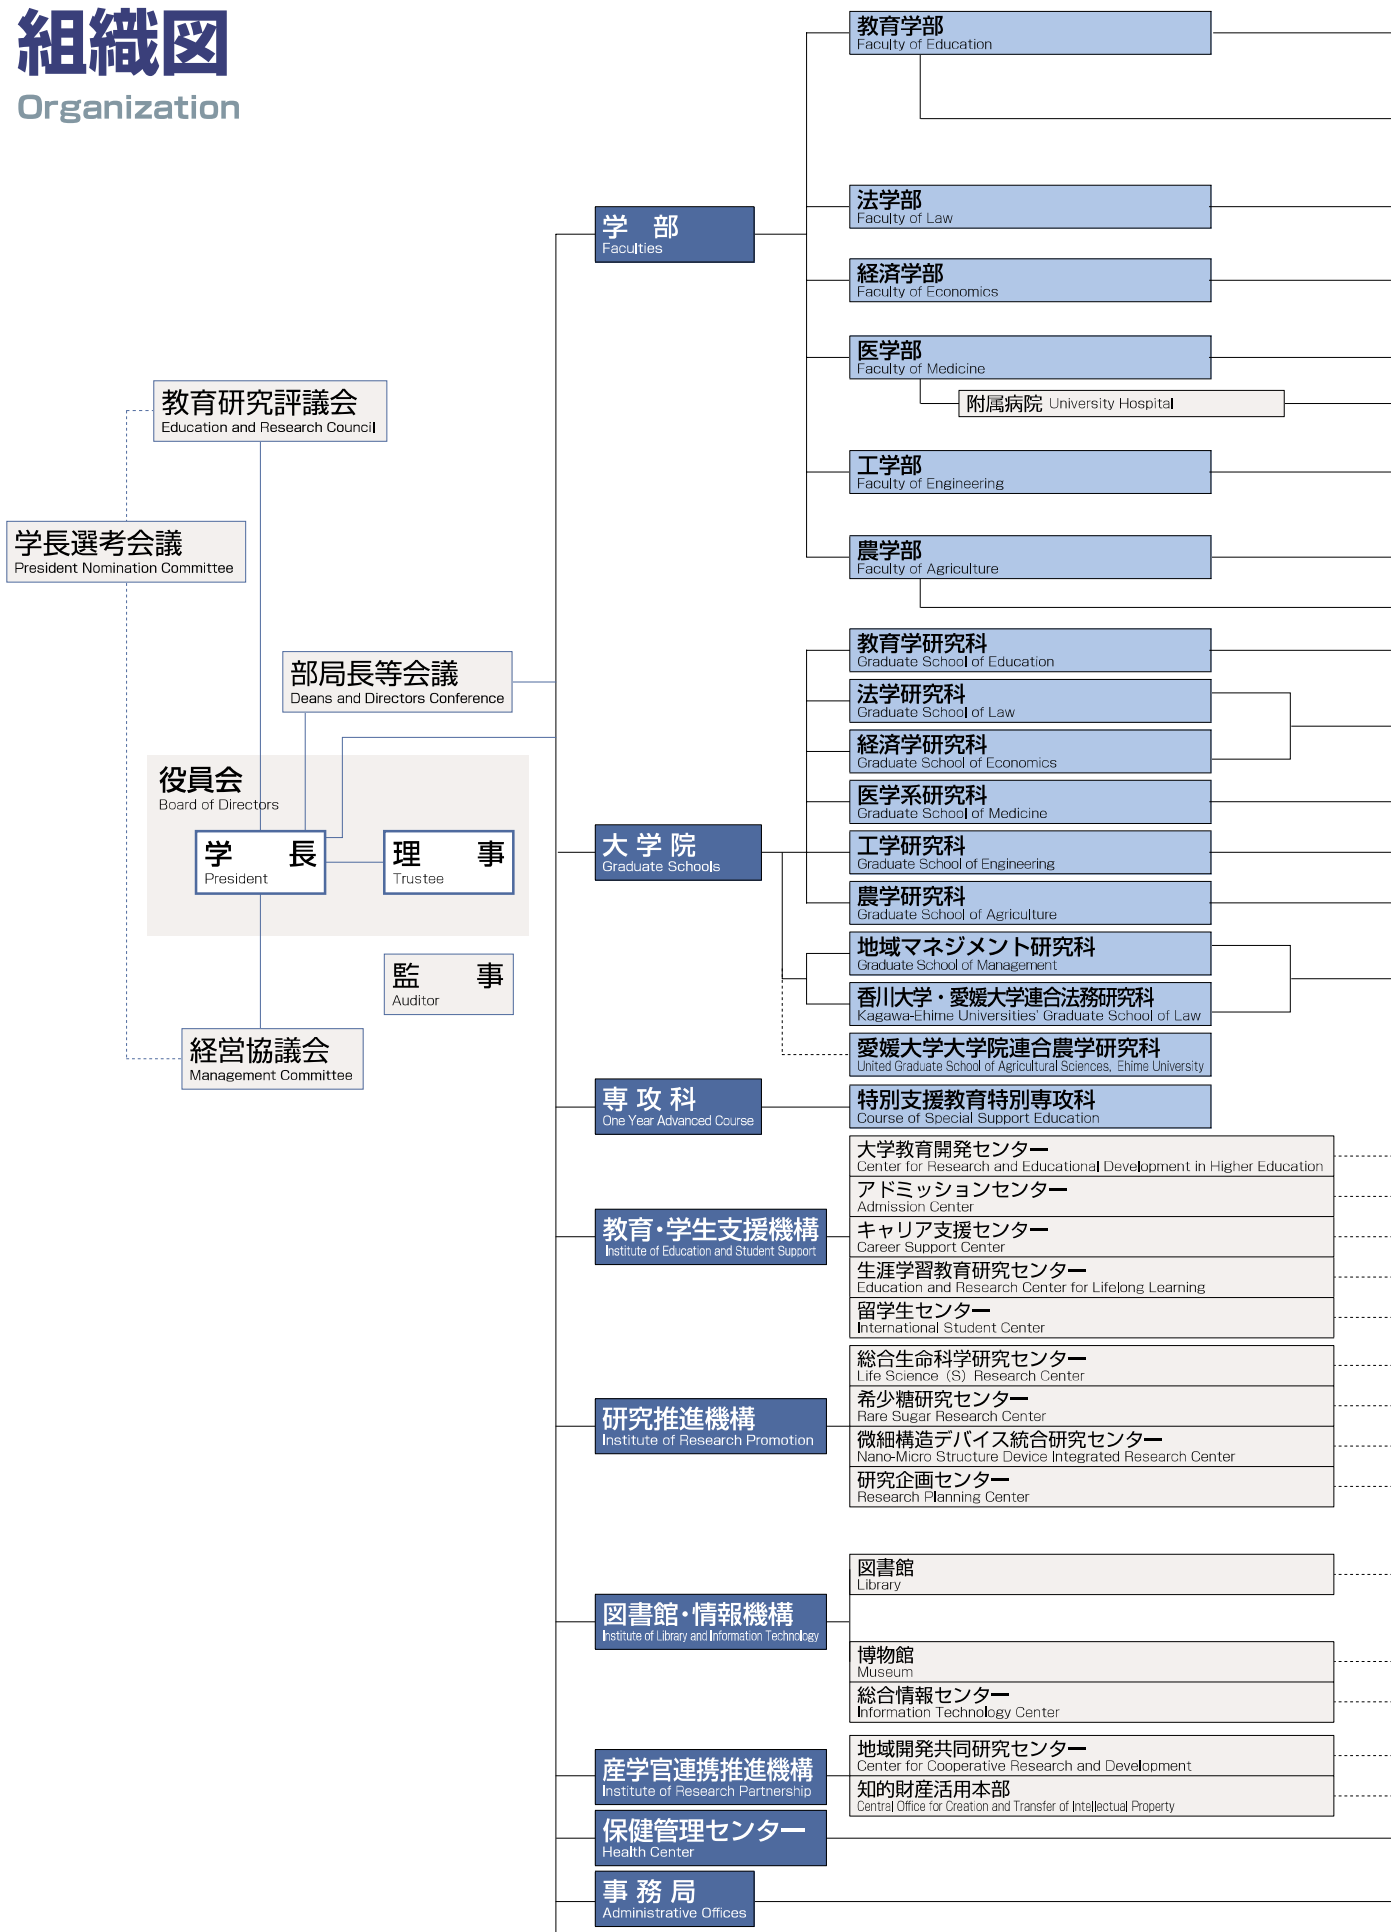 組織図
Organization
教育研究評議会
Education and Research Council
学長選考会議
President Nomination Committee
部局長等会議
Deans and Directors Conference
役員会
Board of Directors
学　長
President
理　事
Trustee
監　事
Auditor
経営協議会
Management Committee
学　部
Faculties
教育学部
Faculty of Education
法学部
Faculty of Law
経済学部
Faculty of Economics
医学部
Faculty of Medicine
附属病院 University Hospital
工学部
Faculty of Engineering
農学部
Faculty of Agriculture
大学院
Graduate Schools
教育学研究科
Graduate School of Education
法学研究科
Graduate School of Law
経済学研究科
Graduate School of Economics
医学系研究科
Graduate School of Medicine
工学研究科
Graduate School of Engineering
農学研究科
Graduate School of Agriculture
地域マネジメント研究科
Graduate School of Management
香川大学・愛媛大学連合法務研究科
Kagawa-Ehime Universities' Graduate School of Law
愛媛大学大学院連合農学研究科
United Graduate School of Agricultural Sciences, Ehime University
専攻科
One Year Advanced Course
特別支援教育特別専攻科
Course of Special Support Education
教育・学生支援機構
Institute of Education and Student Support
大学教育開発センター
Center for Research and Educational Development in Higher Education
アドミッションセンター
Admission Center
キャリア支援センター
Career Support Center
生涯学習教育研究センター
Education and Research Center for Lifelong Learning
留学生センター
International Student Center
研究推進機構
Institute of Research Promotion
総合生命科学研究センター
Life Science (S) Research Center
希少糖研究センター
Rare Sugar Research Center
微細構造デバイス統合研究センター
Nano-Micro Structure Device Integrated Research Center
研究企画センター
Research Planning Center
図書館・情報機構
Institute of Library and Information Technology
図書館
Library
博物館
Museum
総合情報センター
Information Technology Center
産学官連携推進機構
Institute of Research Partnership
地域開発共同研究センター
Center for Cooperative Research and Development
知的財産活用本部
Central Office for Creation and Transfer of Intellectual Property
保健管理センター
Health Center
事務局
Administrative Offices